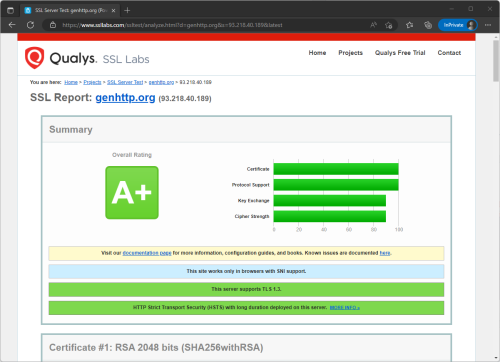 SSL Server Test: genhttp.org (Po
https://www.ssllabs.com/ssltest/analyze.html?d=genhttp.org&s=93.218.40.189&latest
InPrivate
Qualys. SSL Labs
Home Projects Qualys Free Trial Contact
You are here: Home > Projects > SSL Server Test > genhttp.org > 93.218.40.189
SSL Report: genhttp.org (93.218.40.189)
Summary
Overall Rating
A+
Certificate
Protocol Support
Key Exchange
Cipher Strength
0 20 40 60 80 100
Visit our documentation page for more information, configuration guides, and books. Known issues are documented here.
This site works only in browsers with SNI support.
This server supports TLS 1.3.
HTTP Strict Transport Security (HSTS) with long duration deployed on this server. MORE INFO »
Certificate #1: RSA 2048 bits (SHA256withRSA)